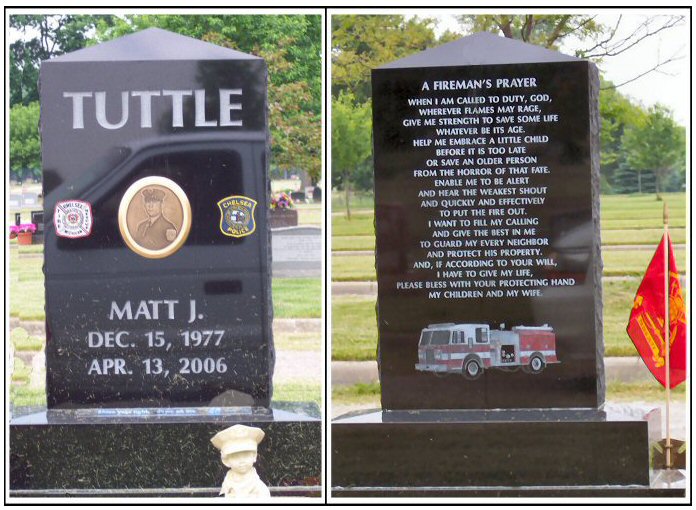 TUTTLE
CHELSEA
CHELSEA
POLICE
MATT J.
DEC. 15, 1977
APR. 13, 2006
A FIREMAN'S PRAYER
WHEN I AM CALLED TO DUTY, GOD,
WHEREVER FLAMES MAY RAGE,
GIVE ME STRENGTH TO SAVE SOME LIFE
WHATEVER BE ITS AGE.
HELP ME EMBRACE A LITTLE CHILD
BEFORE IT IS TOO LATE
OR SAVE AN OLDER PERSON
FROM THE HORROR OF THAT FATE.
ENABLE ME TO BE ALERT
AND HEAR THE WEAKEST SHOUT
AND QUICKLY AND EFFECTIVELY
TO PUT THE FIRE OUT.
I WANT TO FILL MY CALLING
AND GIVE THE BEST IN ME
TO GUARD MY EVERY NEIGHBOR
AND PROTECT HIS PROPERTY.
AND, IF ACCORDING TO YOUR WILL,
I HAVE TO GIVE MY LIFE,
PLEASE BLESS WITH YOUR PROTECTING HAND
MY CHILDREN AND MY WIFE.